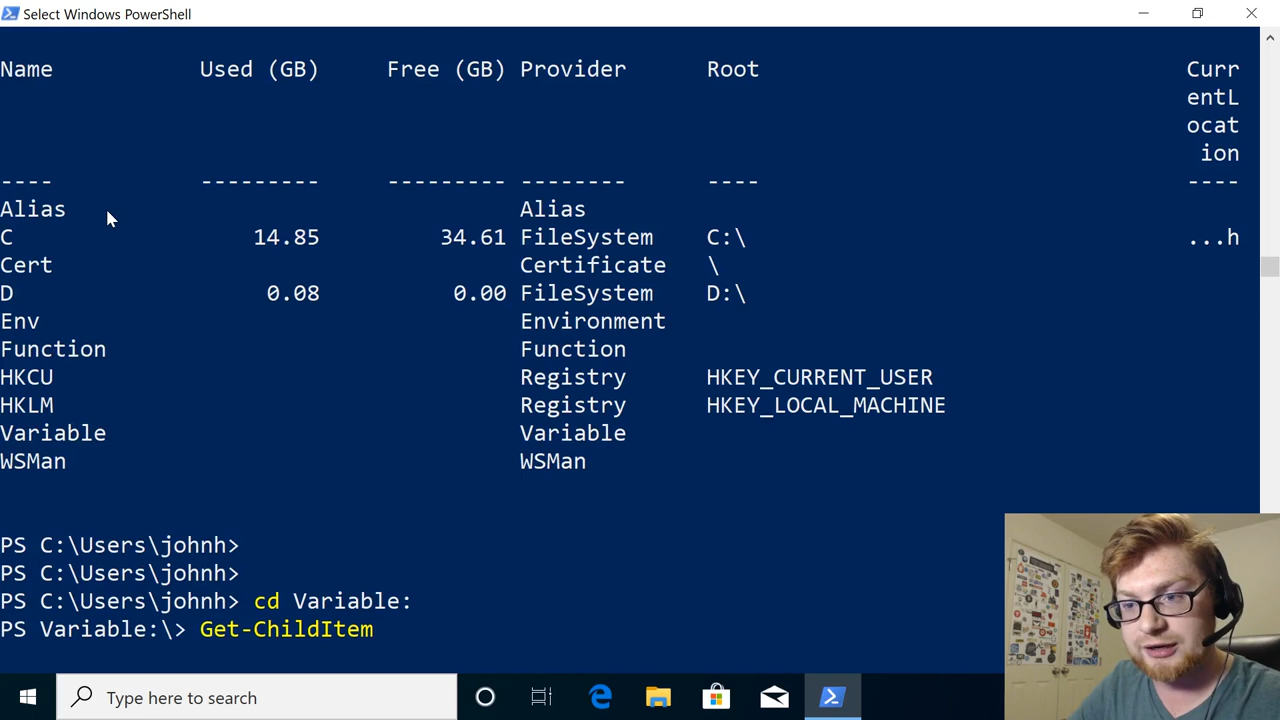 Select Windows PowerShell
Name Used (GB) Free (GB) Provider Root Curr
entL
ocat
ion
---- --------- --------- -------- ---- ----
Alias Alias
C 14.85 34.61 FileSystem C:\ ...h
Cert Certificate \
D 0.08 0.00 FileSystem D:\
Env Environment
Function Function
HKCU Registry HKEY_CURRENT_USER
HKLM Registry HKEY_LOCAL_MACHINE
Variable Variable
WSMan WSMan
PS C:\Users\johnh>
PS C:\Users\johnh>
PS C:\Users\johnh> cd Variable:
PS Variable:\> Get-ChildItem
Type here to search